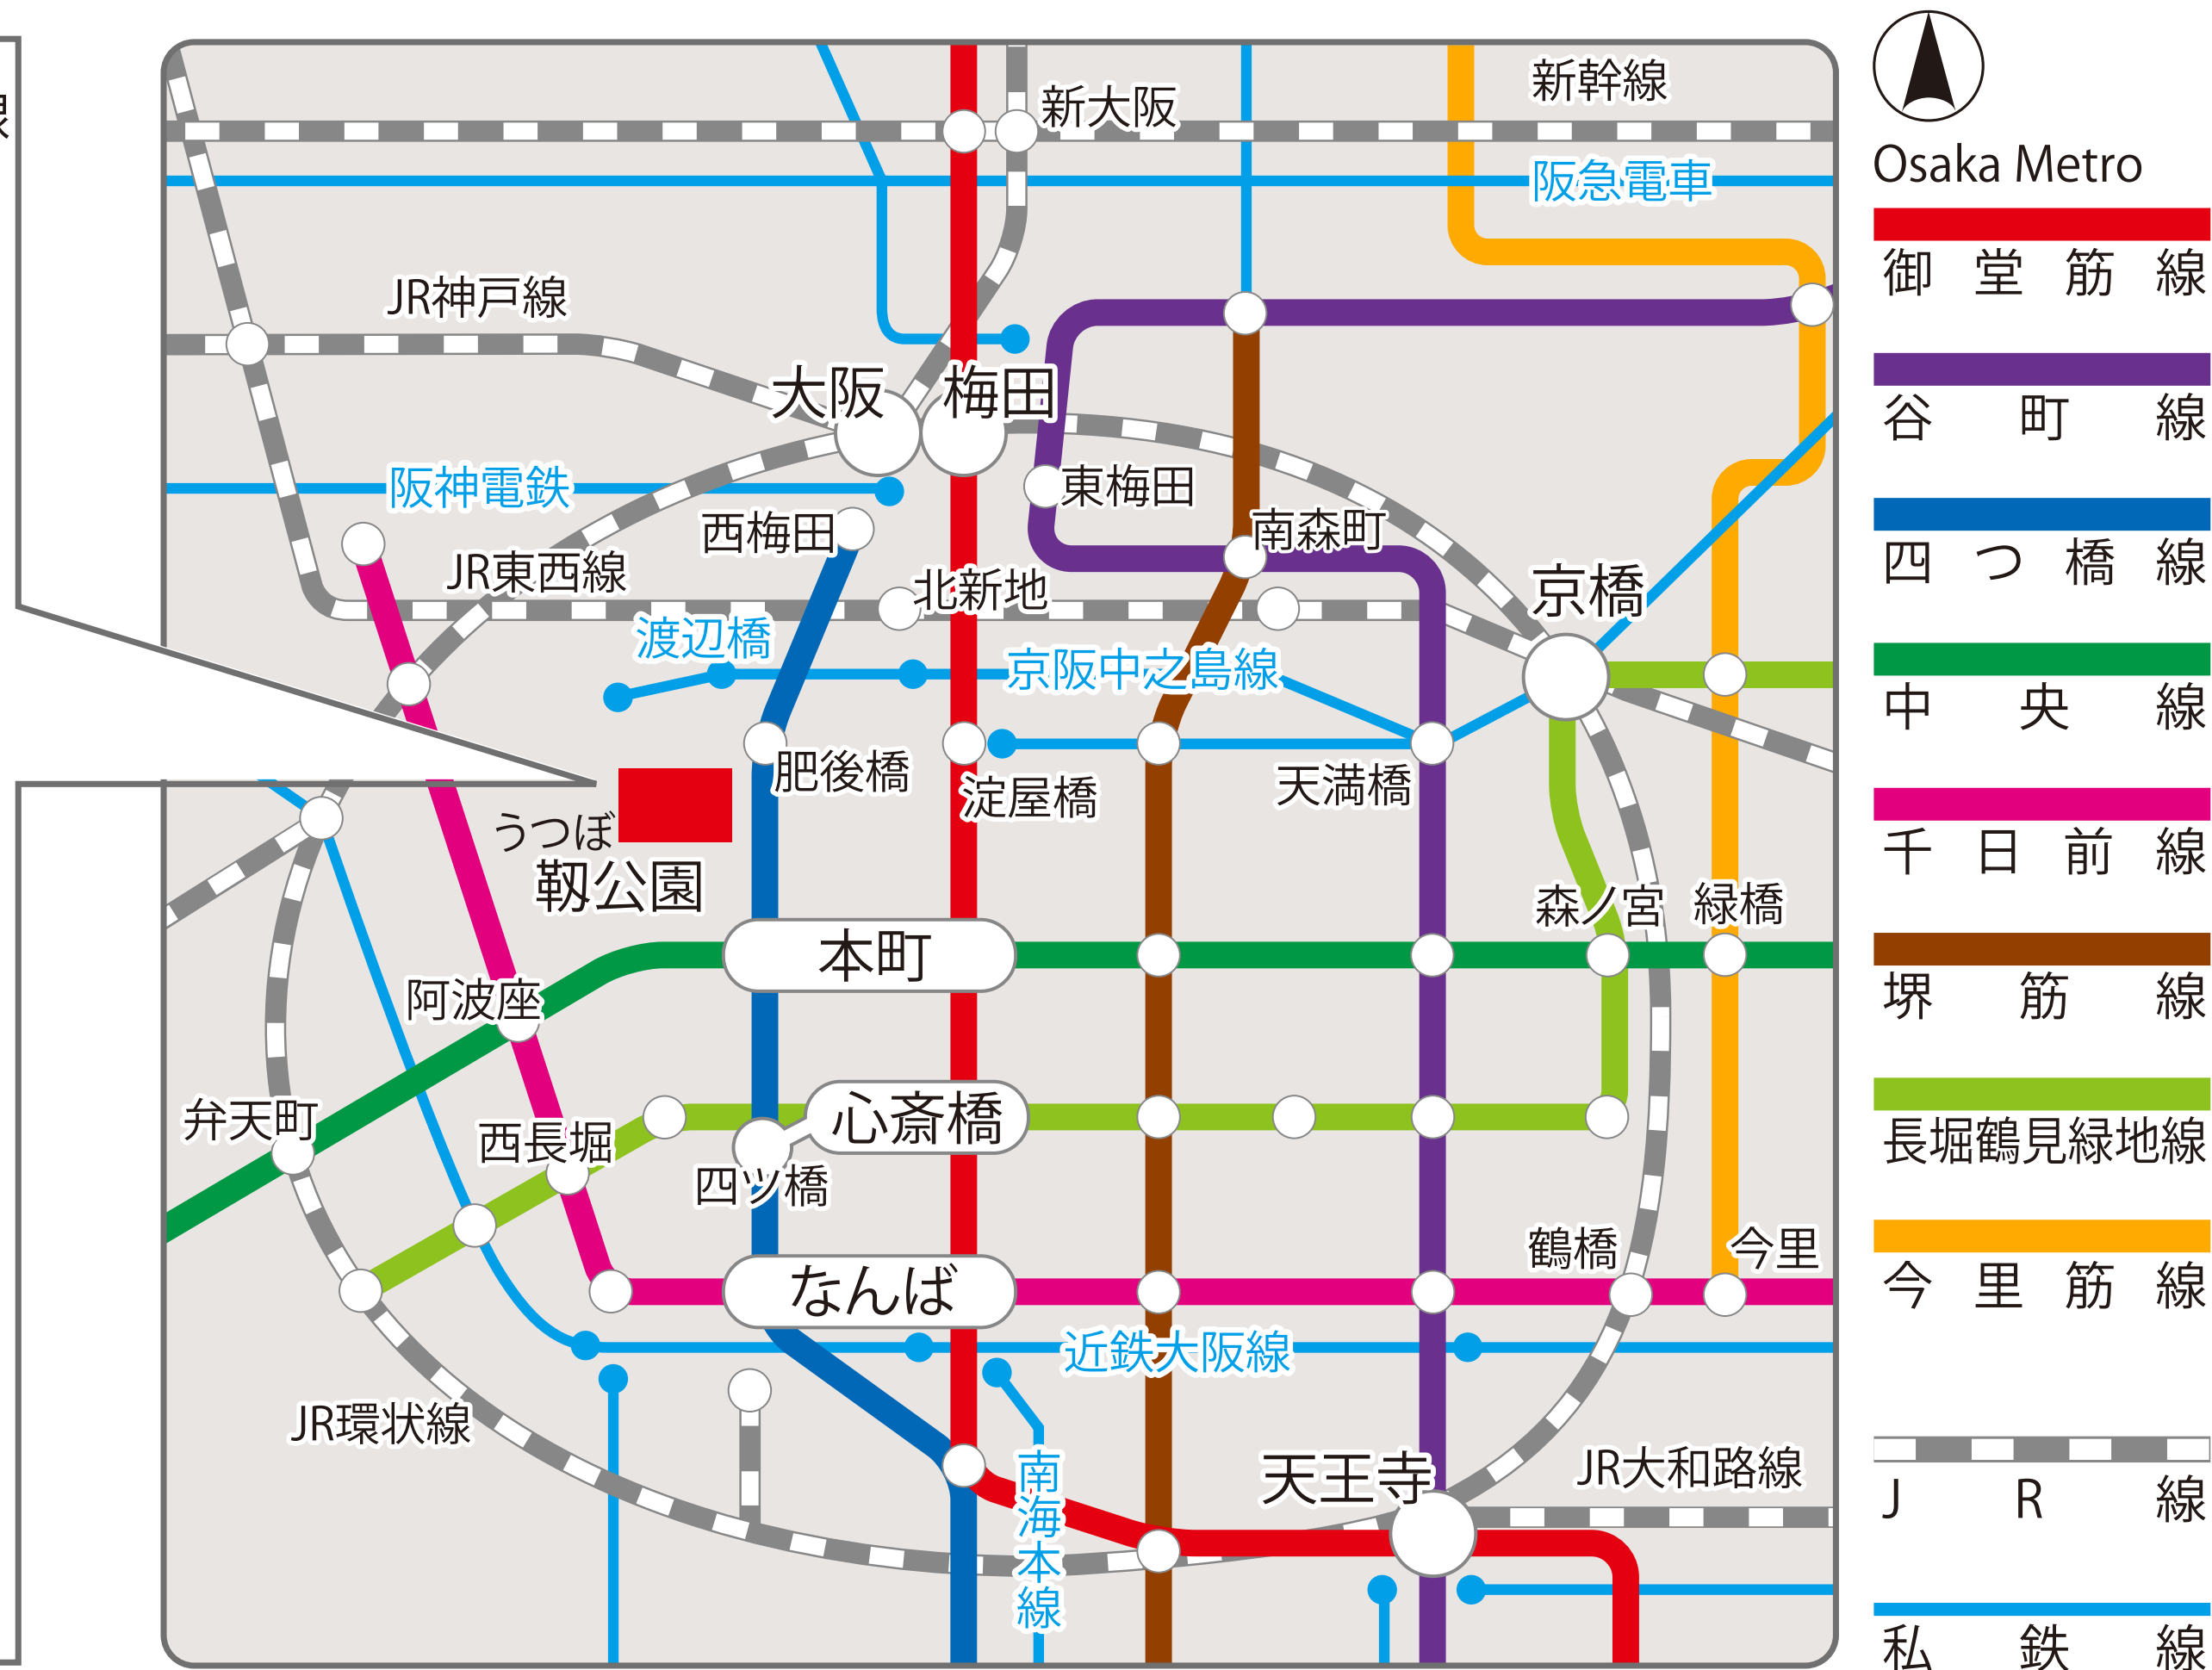 線
新大阪
新幹線
阪急電車
JR神戸線
大阪
梅田
阪神電鉄
東梅田
西梅田
南森町
JR東西線
北新地
京橋
渡辺橋
京阪中之島線
肥後橋
淀屋橋
天満橋
うつぼ
靭公園
森ノ宮
緑橋
本町
阿波座
弁天町
西長堀
心斎橋
四ツ橋
鶴橋
今里
なんば
近鉄大阪線
JR環状線
南海本線
天王寺
JR大和路線
Osaka Metro
御堂筋線
谷町線
四つ橋線
中央線
千日前線
堺筋線
長堀鶴見緑地線
今里筋線
JR線
私鉄線